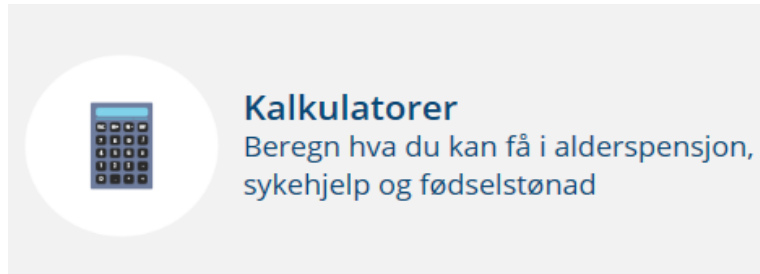 Kalkulatorer
Beregn hva du kan få i alderspensjon,
sykehjelp og fødselstønad